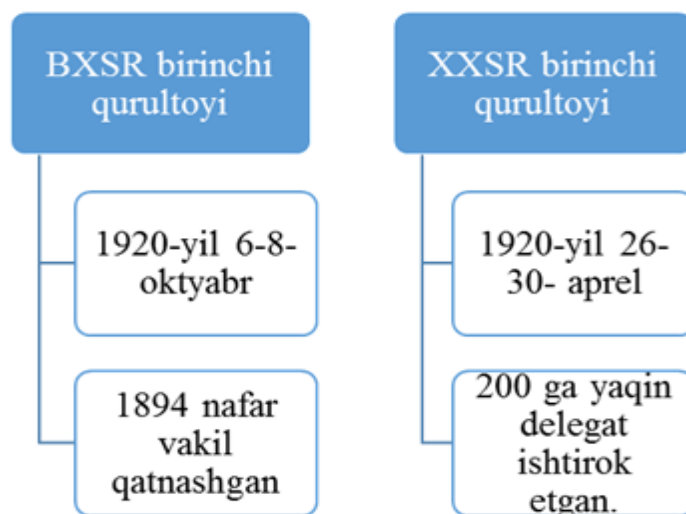 BXSR birinchi
qurultoyi
1920-yil 6-8-
oktyabr
1894 nafar
vakil
qatnashgan
XXSR birinchi
qurultoyi
1920-yil 26-
30- aprel
200 ga yaqin
delegat
ishtirok
etgan.